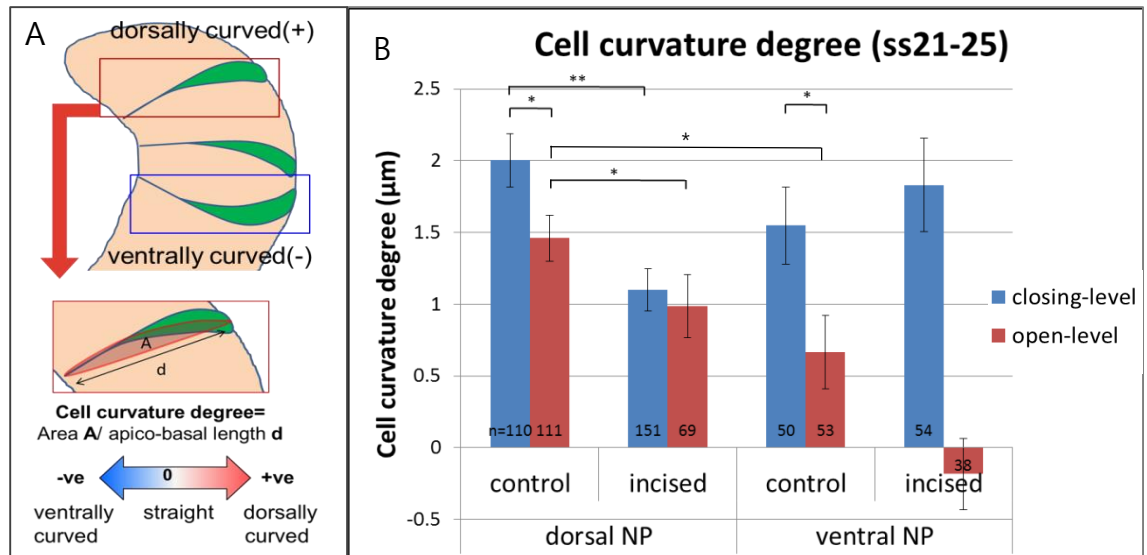 A
dorsally curved(+)
ventrally curved(-)
A
d
Cell curvature degree=
Area A/ apico-basal length d
-ve
0
+ve
ventrally curved
straight
dorsally curved
B
Cell curvature degree (ss21-25)
Cell curvature degree (μm)
2.5
2
1.5
1
0.5
0
-0.5
**
*
*
*
*
n=110
111
151
69
50
53
54
38
control
incised
control
incised
dorsal NP
ventral NP
closing-level
open-level